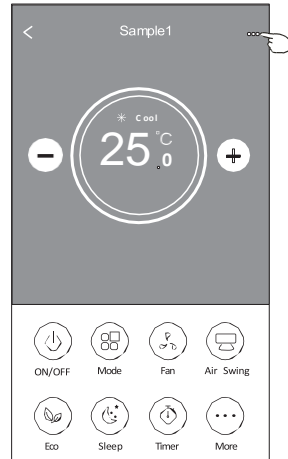 Sample1
Cool
25.0°C
ON/OFF Mode Fan Air Swing
Eco Sleep Timer More